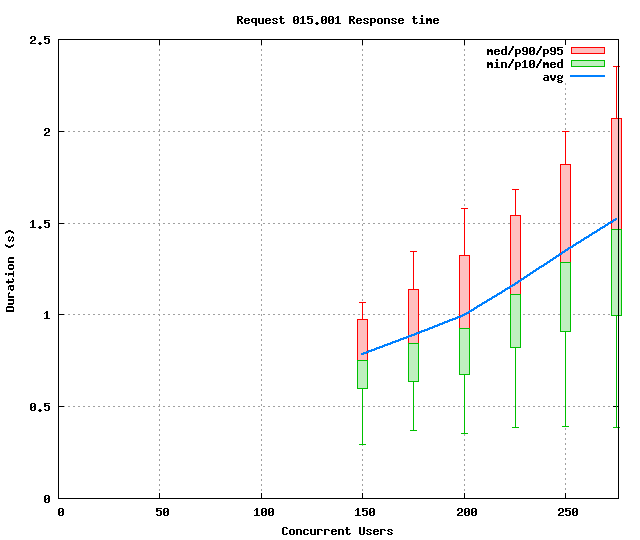 Request 015.001 Response time
med/p90/p95
min/p10/med
avg
2.5
2
1.5
1
0.5
0
0 50 100 150 200 250
Duration (s)
Concurrent Users